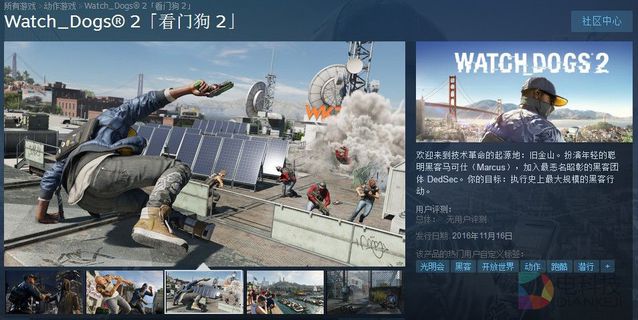 所有游戏 > 动作游戏 > Watch_Dogs® 2「看门狗 2」
Watch_Dogs® 2「看门狗 2」
社区中心
WATCH DOGS 2
欢迎来到技术革命的起源地：旧金山。扮演年轻的聪
明黑客马可仕（Marcus），加入最恶名昭彰的黑客团
体 DedSec。你的目标：执行史上最大规模的黑客行
动。
用户评测：
总体： 无用户评测
发行日期: 2016年11月16日
该产品的热门用户自定义标签：
光明会 黑客 开放世界 动作 跑酷 潜行 +
电科技
DIANKEJI